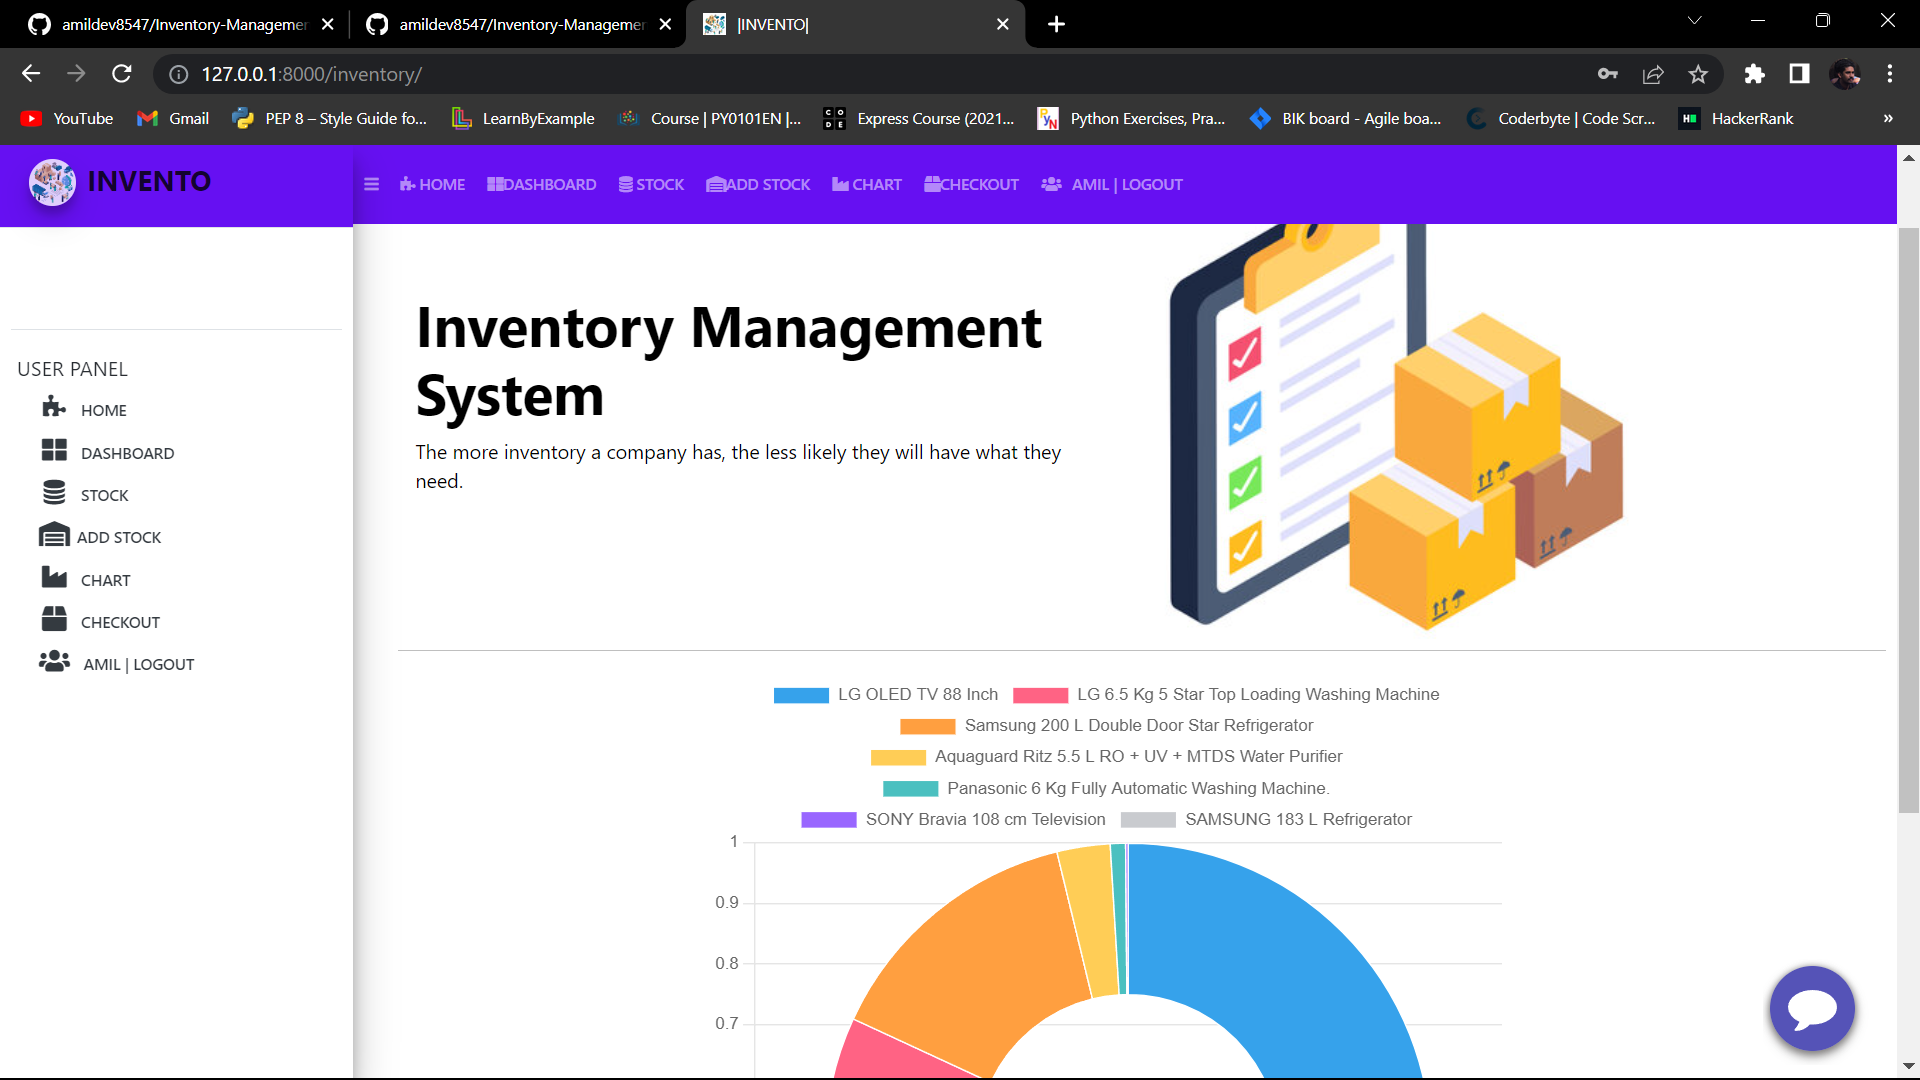 amildev8547/Inventory-Managemen
amildev8547/Inventory-Managemen
|INVENTO|
127.0.0.1:8000/inventory/
YouTube
Gmail
PEP 8 – Style Guide fo...
LearnByExample
Course | PY0101EN |...
CODE
Express Course (2021...
PyN
Python Exercises, Pra...
BIK board - Agile boa...
Coderbyte | Code Scr...
H
HackerRank
»
INVENTO
HOME
DASHBOARD
STOCK
ADD STOCK
CHART
CHECKOUT
AMIL | LOGOUT
USER PANEL
HOME
DASHBOARD
STOCK
ADD STOCK
CHART
CHECKOUT
AMIL | LOGOUT
Inventory Management
System
The more inventory a company has, the less likely they will have what they
need.
LG OLED TV 88 Inch
LG 6.5 Kg 5 Star Top Loading Washing Machine
Samsung 200 L Double Door Star Refrigerator
Aquaguard Ritz 5.5 L RO + UV + MTDS Water Purifier
Panasonic 6 Kg Fully Automatic Washing Machine.
SONY Bravia 108 cm Television
SAMSUNG 183 L Refrigerator
1
0.9
0.8
0.7